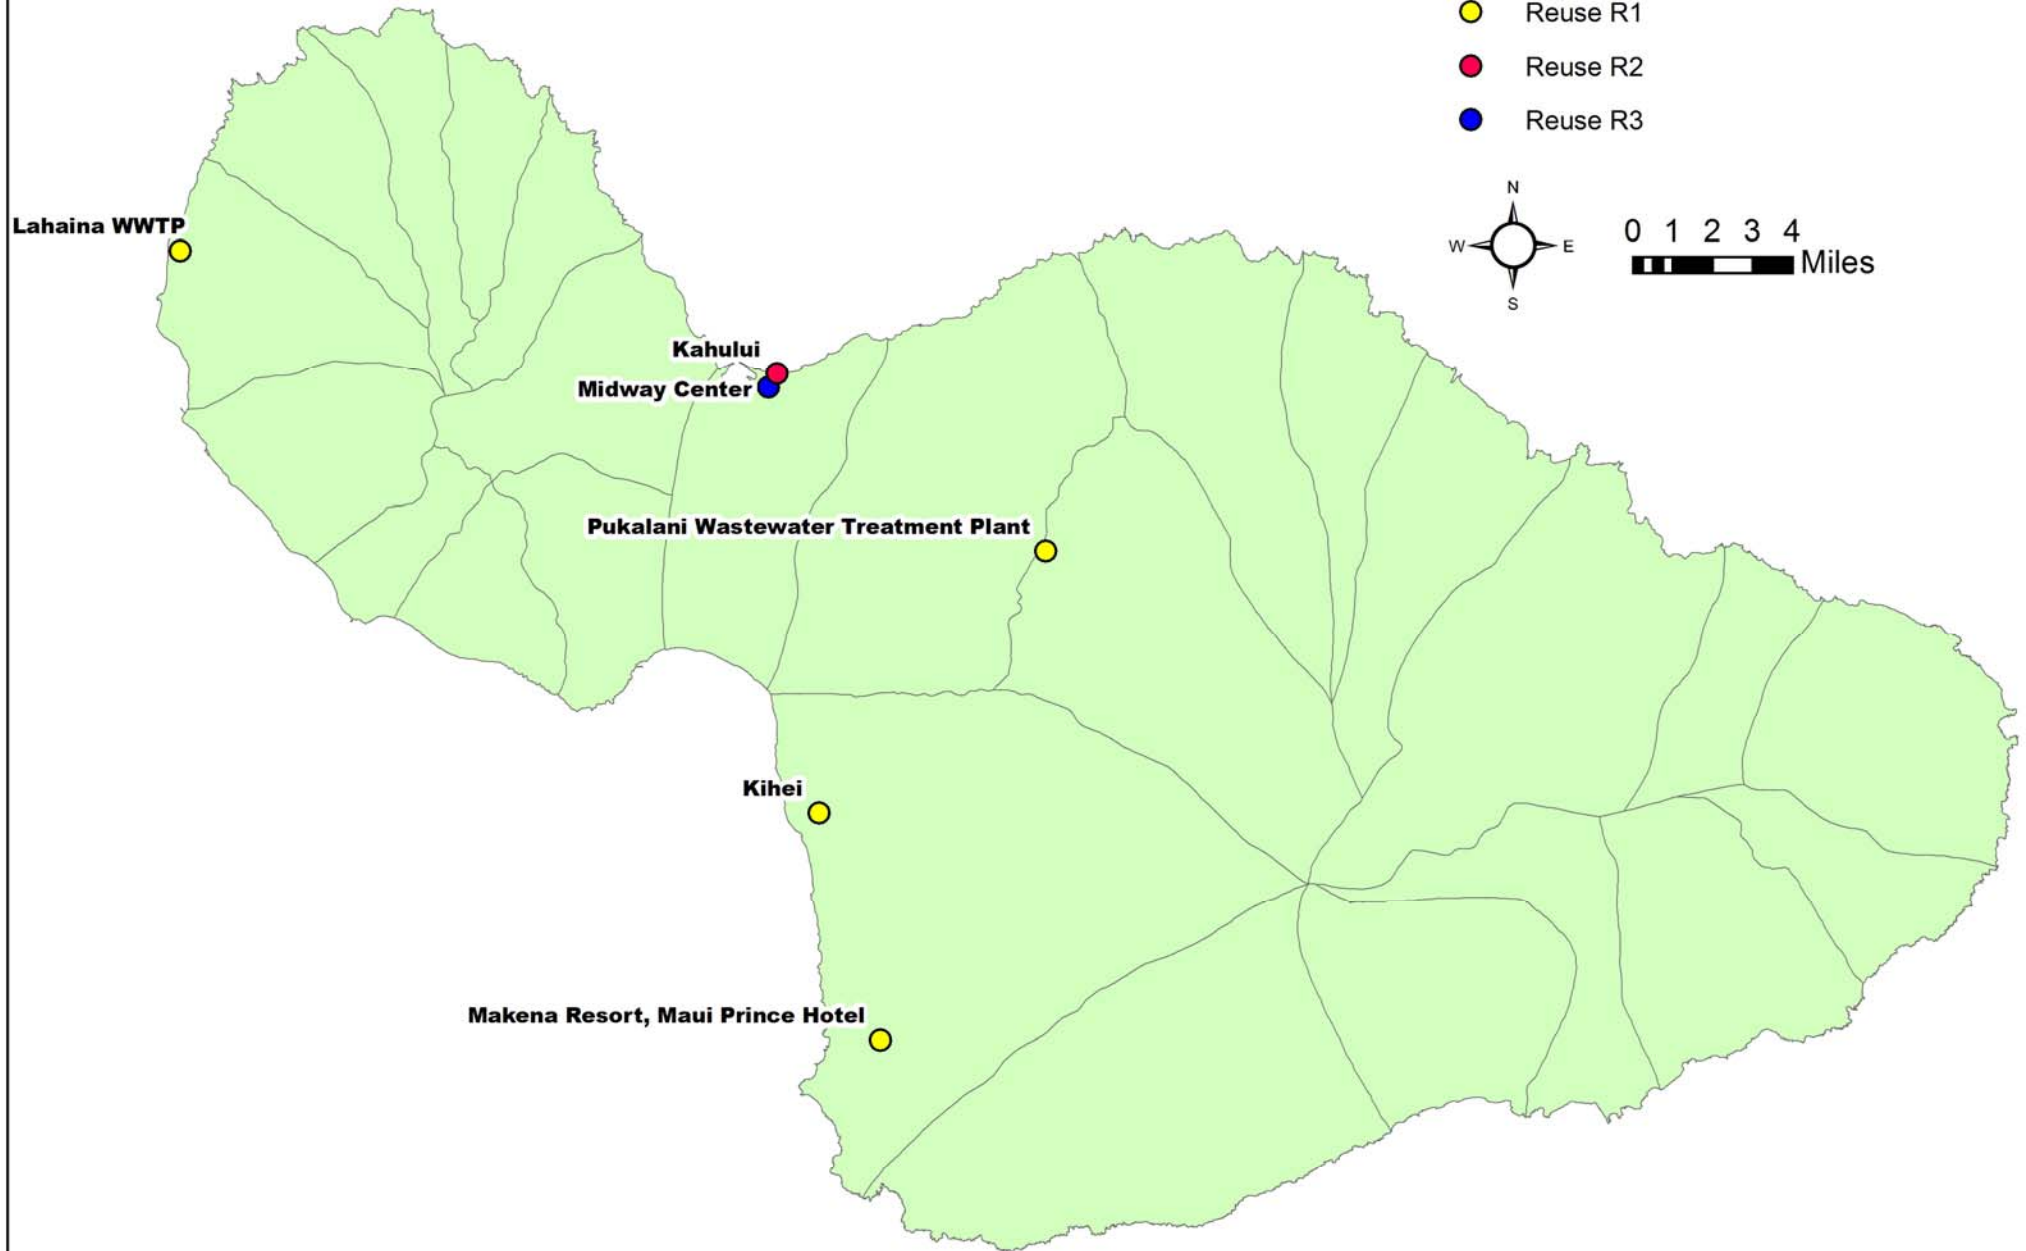 Reuse R1
Reuse R2
Reuse R3
N
W E
S
0 1 2 3 4
Miles
Lahaina WWTP
Kahului
Midway Center
Pukalani Wastewater Treatment Plant
Kihei
Makena Resort, Maui Prince Hotel